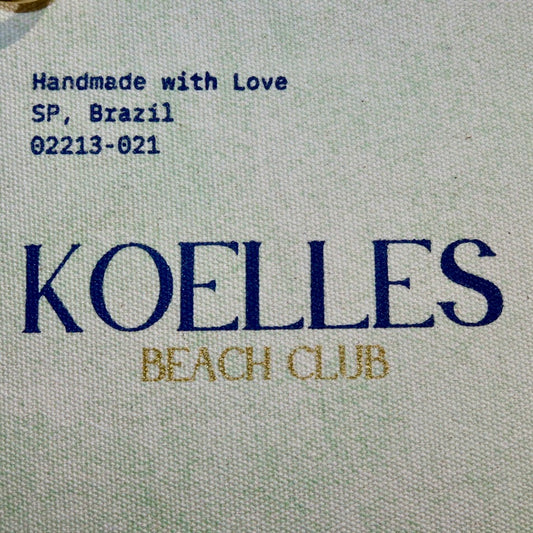 Handmade with Love
SP, Brazil
02213-021
KOELLES
BEACH CLUB